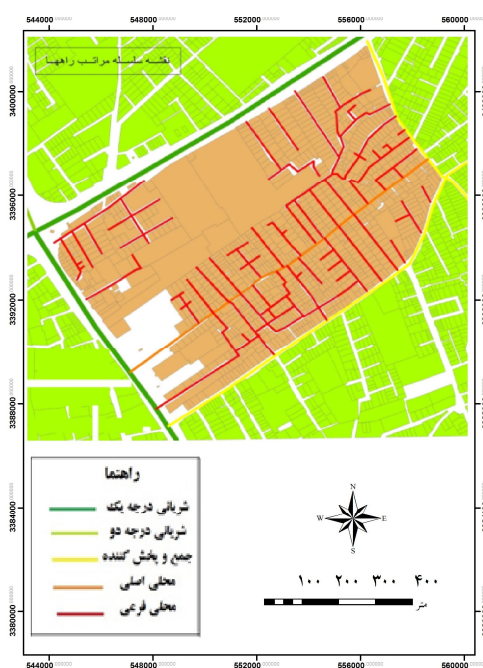 544000 548000 552000 556000 560000
نقشه سلسله مراتب راهها
3400000
3396000
3392000
3388000
3384000
3380000
راهنما
شریانی درجه یک
شریانی درجه دو
جمع و پخش کننده
محلی اصلی
محلی فرعی
N
W E
S
۱۰۰ ۲۰۰ ۳۰۰ ۴۰۰
متر
544000 548000 552000 556000 560000